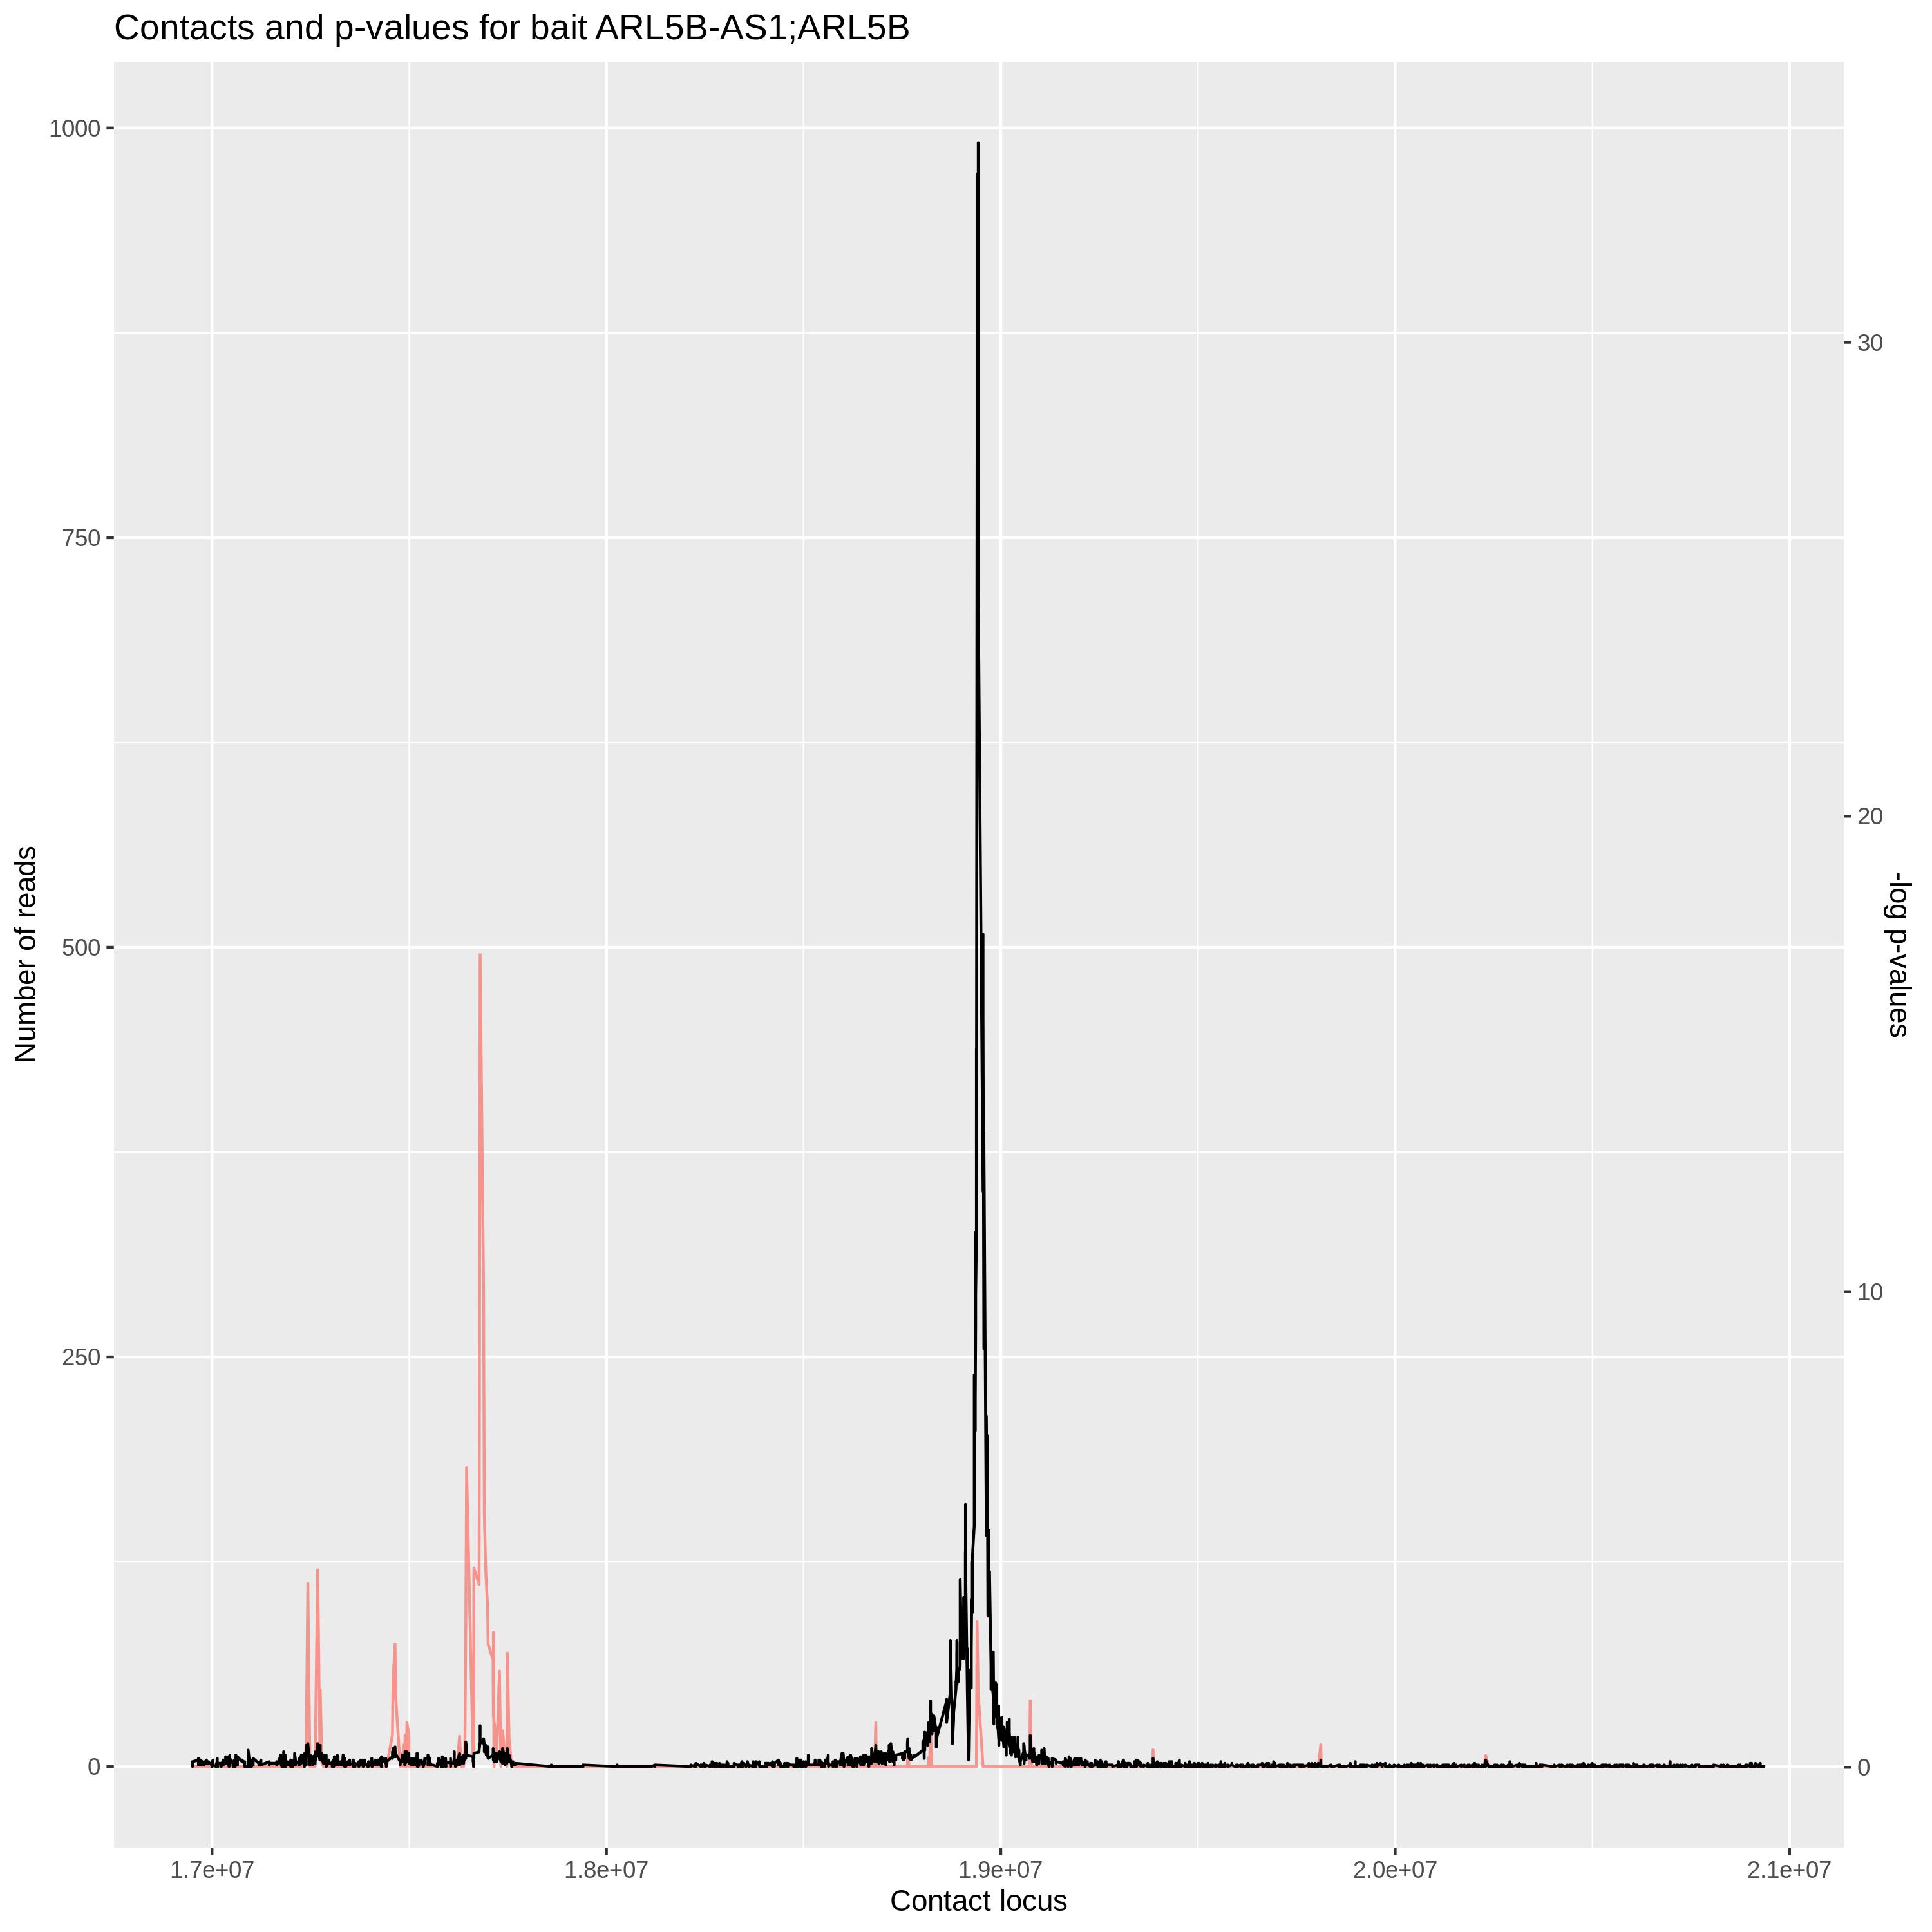 Contacts and p-values for bait ARL5B-AS1;ARL5B
1000
750
500
250
0
Number of reads
30
20
10
0
-log p-values
1.7e+07
1.8e+07
1.9e+07
2.0e+07
2.1e+07
Contact locus